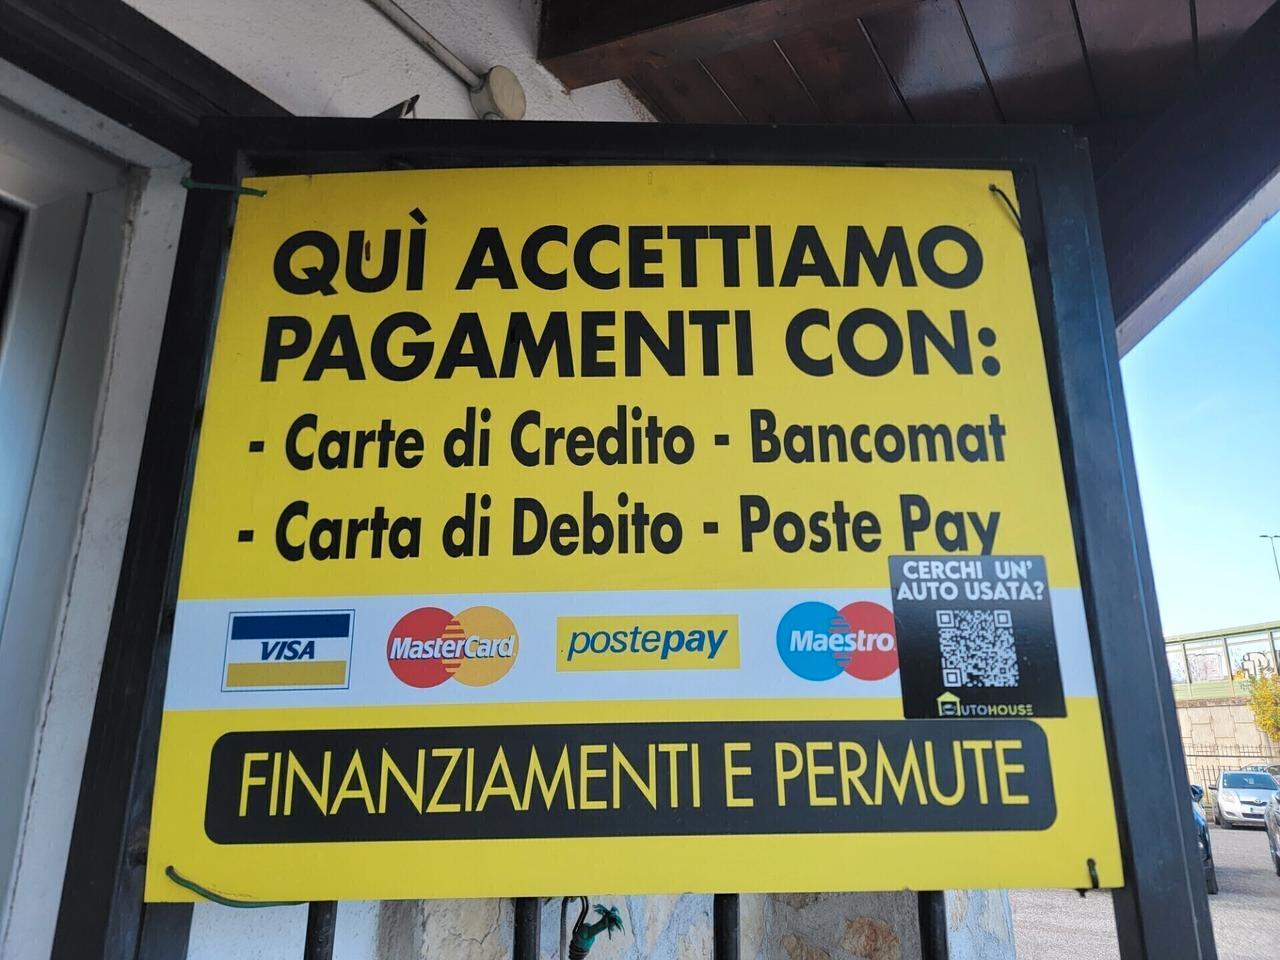 QUÌ ACCETTIAMO
PAGAMENTI CON:
- Carte di Credito - Bancomat
- Carta di Debito - Poste Pay
VISA
MasterCard
postepay
Maestro
CERCHI UN'
AUTO USATA?
UTOHOUSE
FINANZIAMENTI E PERMUTE